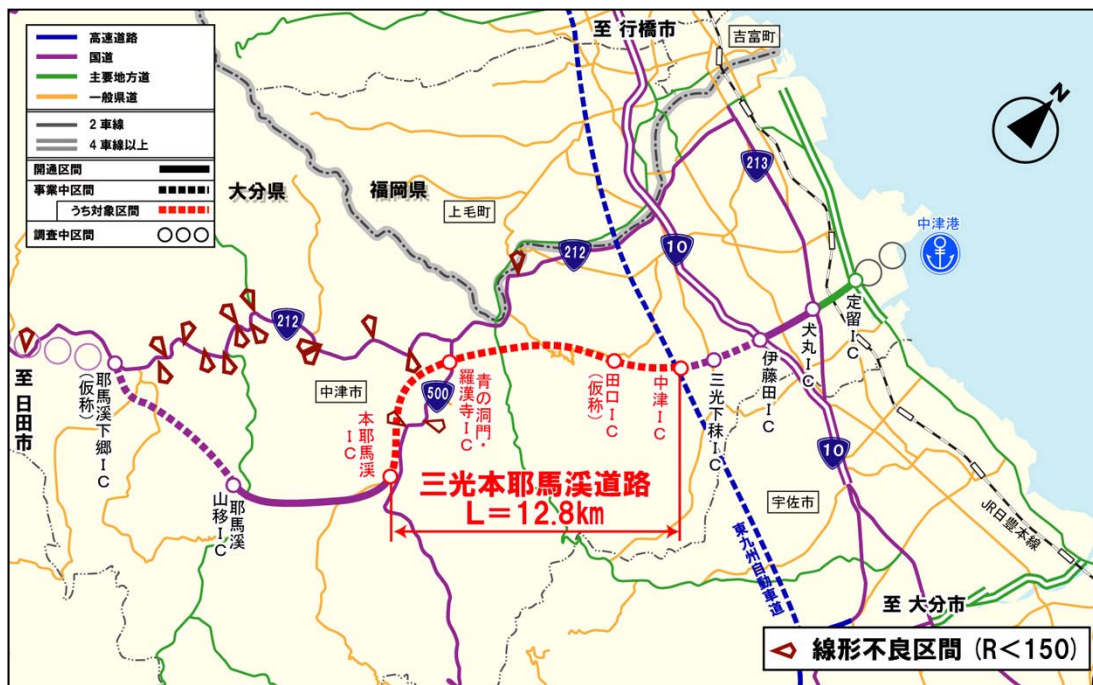 高速道路
国道
主要地方道
一般県道
2車線
4車線以上
開通区間
事業中区間
うち対象区間
調査中区間
至 行橋市
吉富町
N
大分県
福岡県
上毛町
213
中津港
212
10
212
定留IC
犬丸IC
伊藤田IC
三光下秣IC
中津IC
田口IC
(仮称)
青の洞門・
羅漢寺IC
500
中津市
本耶馬渓
IC
至 日田市
耶馬溪下郷IC
(仮称)
耶馬溪
山移IC
三光本耶馬渓道路
L=12.8km
10
宇佐市
JR日豊本線
東九州自動車道
至 大分市
線形不良区間 (R<150)